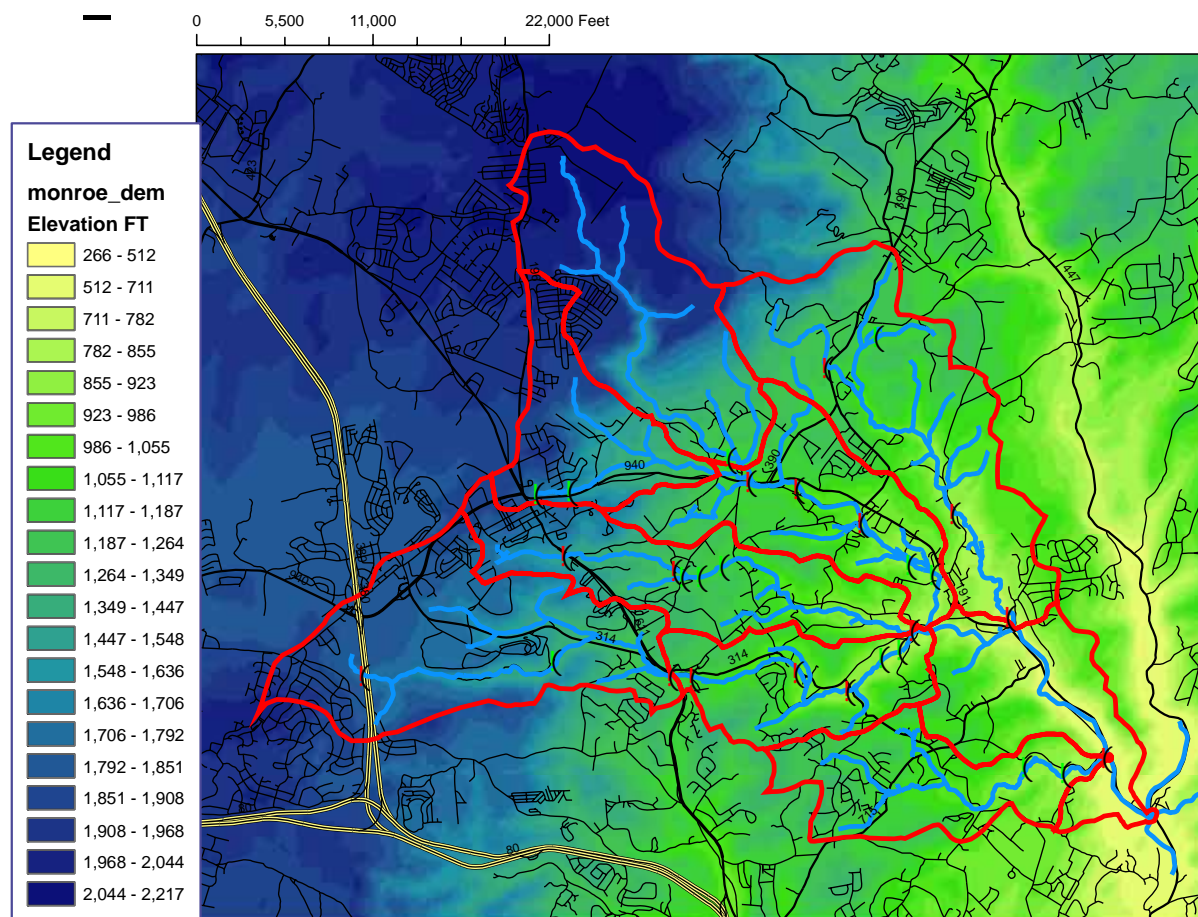 0 5,500 11,000 22,000 Feet
Legend
monroe_dem
Elevation FT
266 - 512
512 - 711
711 - 782
782 - 855
855 - 923
923 - 986
986 - 1,055
1,055 - 1,117
1,117 - 1,187
1,187 - 1,264
1,264 - 1,349
1,349 - 1,447
1,447 - 1,548
1,548 - 1,636
1,636 - 1,706
1,706 - 1,792
1,792 - 1,851
1,851 - 1,908
1,908 - 1,968
1,968 - 2,044
2,044 - 2,217
423
390
447
196
940
390
314
314
80